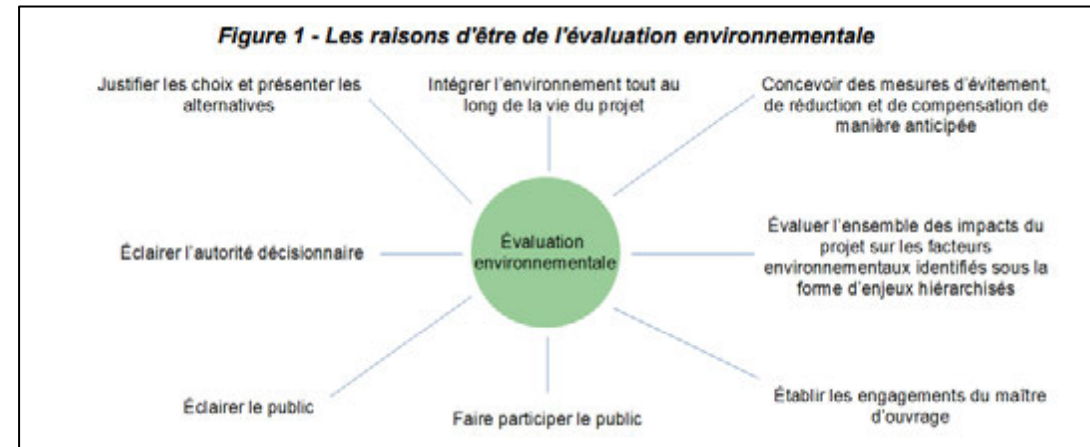 Figure 1 - Les raisons d'être de l'évaluation environnementale
Justifier les choix et présenter les
alternatives
Intégrer l'environnement tout au
long de la vie du projet
Concevoir des mesures d'évitement,
de réduction et de compensation de
manière anticipée
Éclairer l'autorité décisionnaire
Évaluation
environnementale
Évaluer l'ensemble des impacts du
projet sur les facteurs
environnementaux identifiés sous la
forme d'enjeux hiérarchisés
Éclairer le public
Faire participer le public
Établir les engagements du maître
d'ouvrage